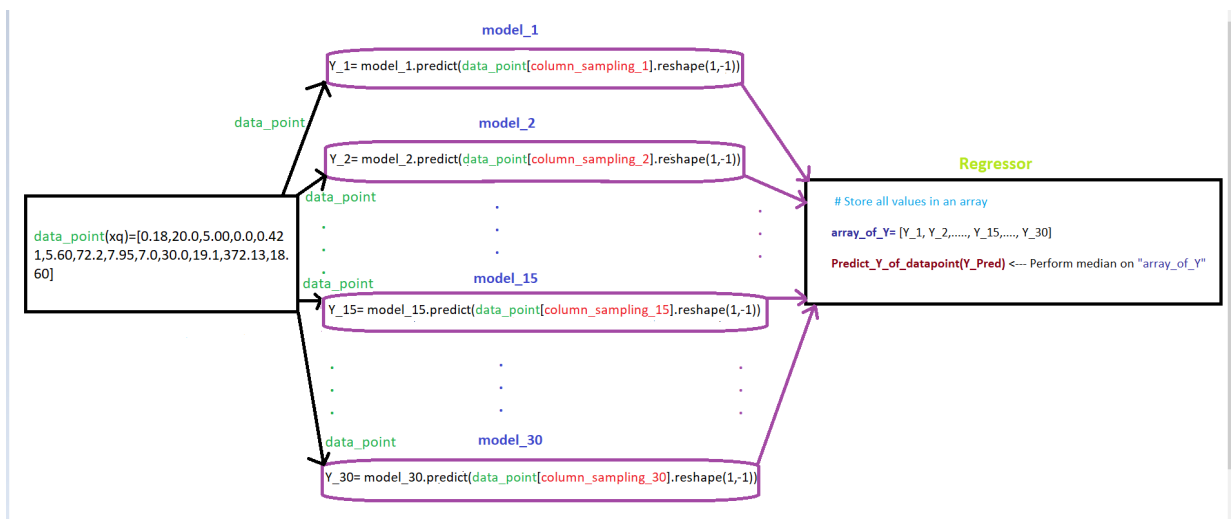 model_1
Y_1= model_1.predict(data_point[column_sampling_1].reshape(1,-1))
data_point
model_2
Y_2= model_2.predict(data_point[column_sampling_2].reshape(1,-1))
data_point
data_point(xq)=[0.18,20.0,5.00,0.0,0.42
1,5.60,72.2,7.95,7.0,30.0,19.1,372.13,18.
60]
data_point
model_15
Y_15= model_15.predict(data_point[column_sampling_15].reshape(1,-1))
data_point
model_30
Y_30= model_30.predict(data_point[column_sampling_30].reshape(1,-1))
Regressor
# Store all values in an array
array_of_Y= [Y_1, Y_2,....., Y_15,...., Y_30]
Predict_Y_of_datapoint(Y_Pred) <--- Perform median on "array_of_Y"